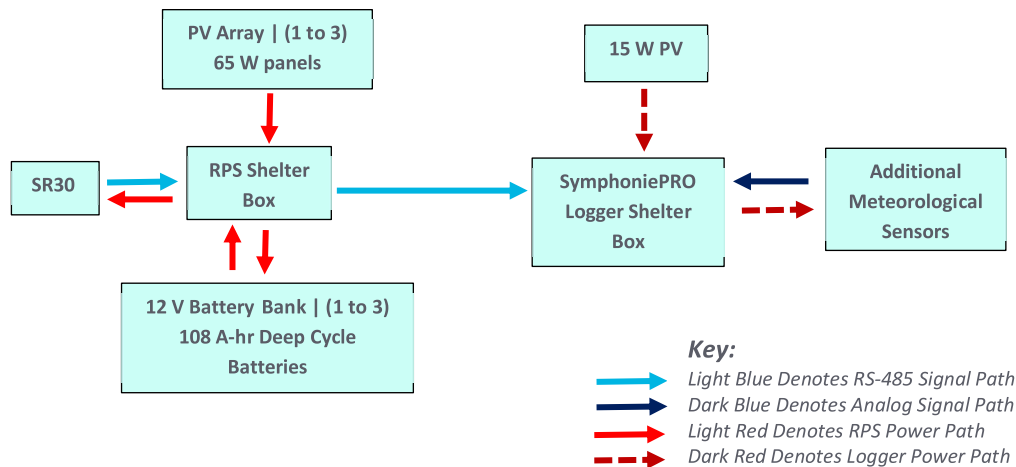 PV Array | (1 to 3)
65 W panels
15 W PV
SR30
RPS Shelter
Box
SymphoniePRO
Logger Shelter
Box
Additional
Meteorological
Sensors
12 V Battery Bank | (1 to 3)
108 A-hr Deep Cycle
Batteries
Key:
Light Blue Denotes RS-485 Signal Path
Dark Blue Denotes Analog Signal Path
Light Red Denotes RPS Power Path
Dark Red Denotes Logger Power Path